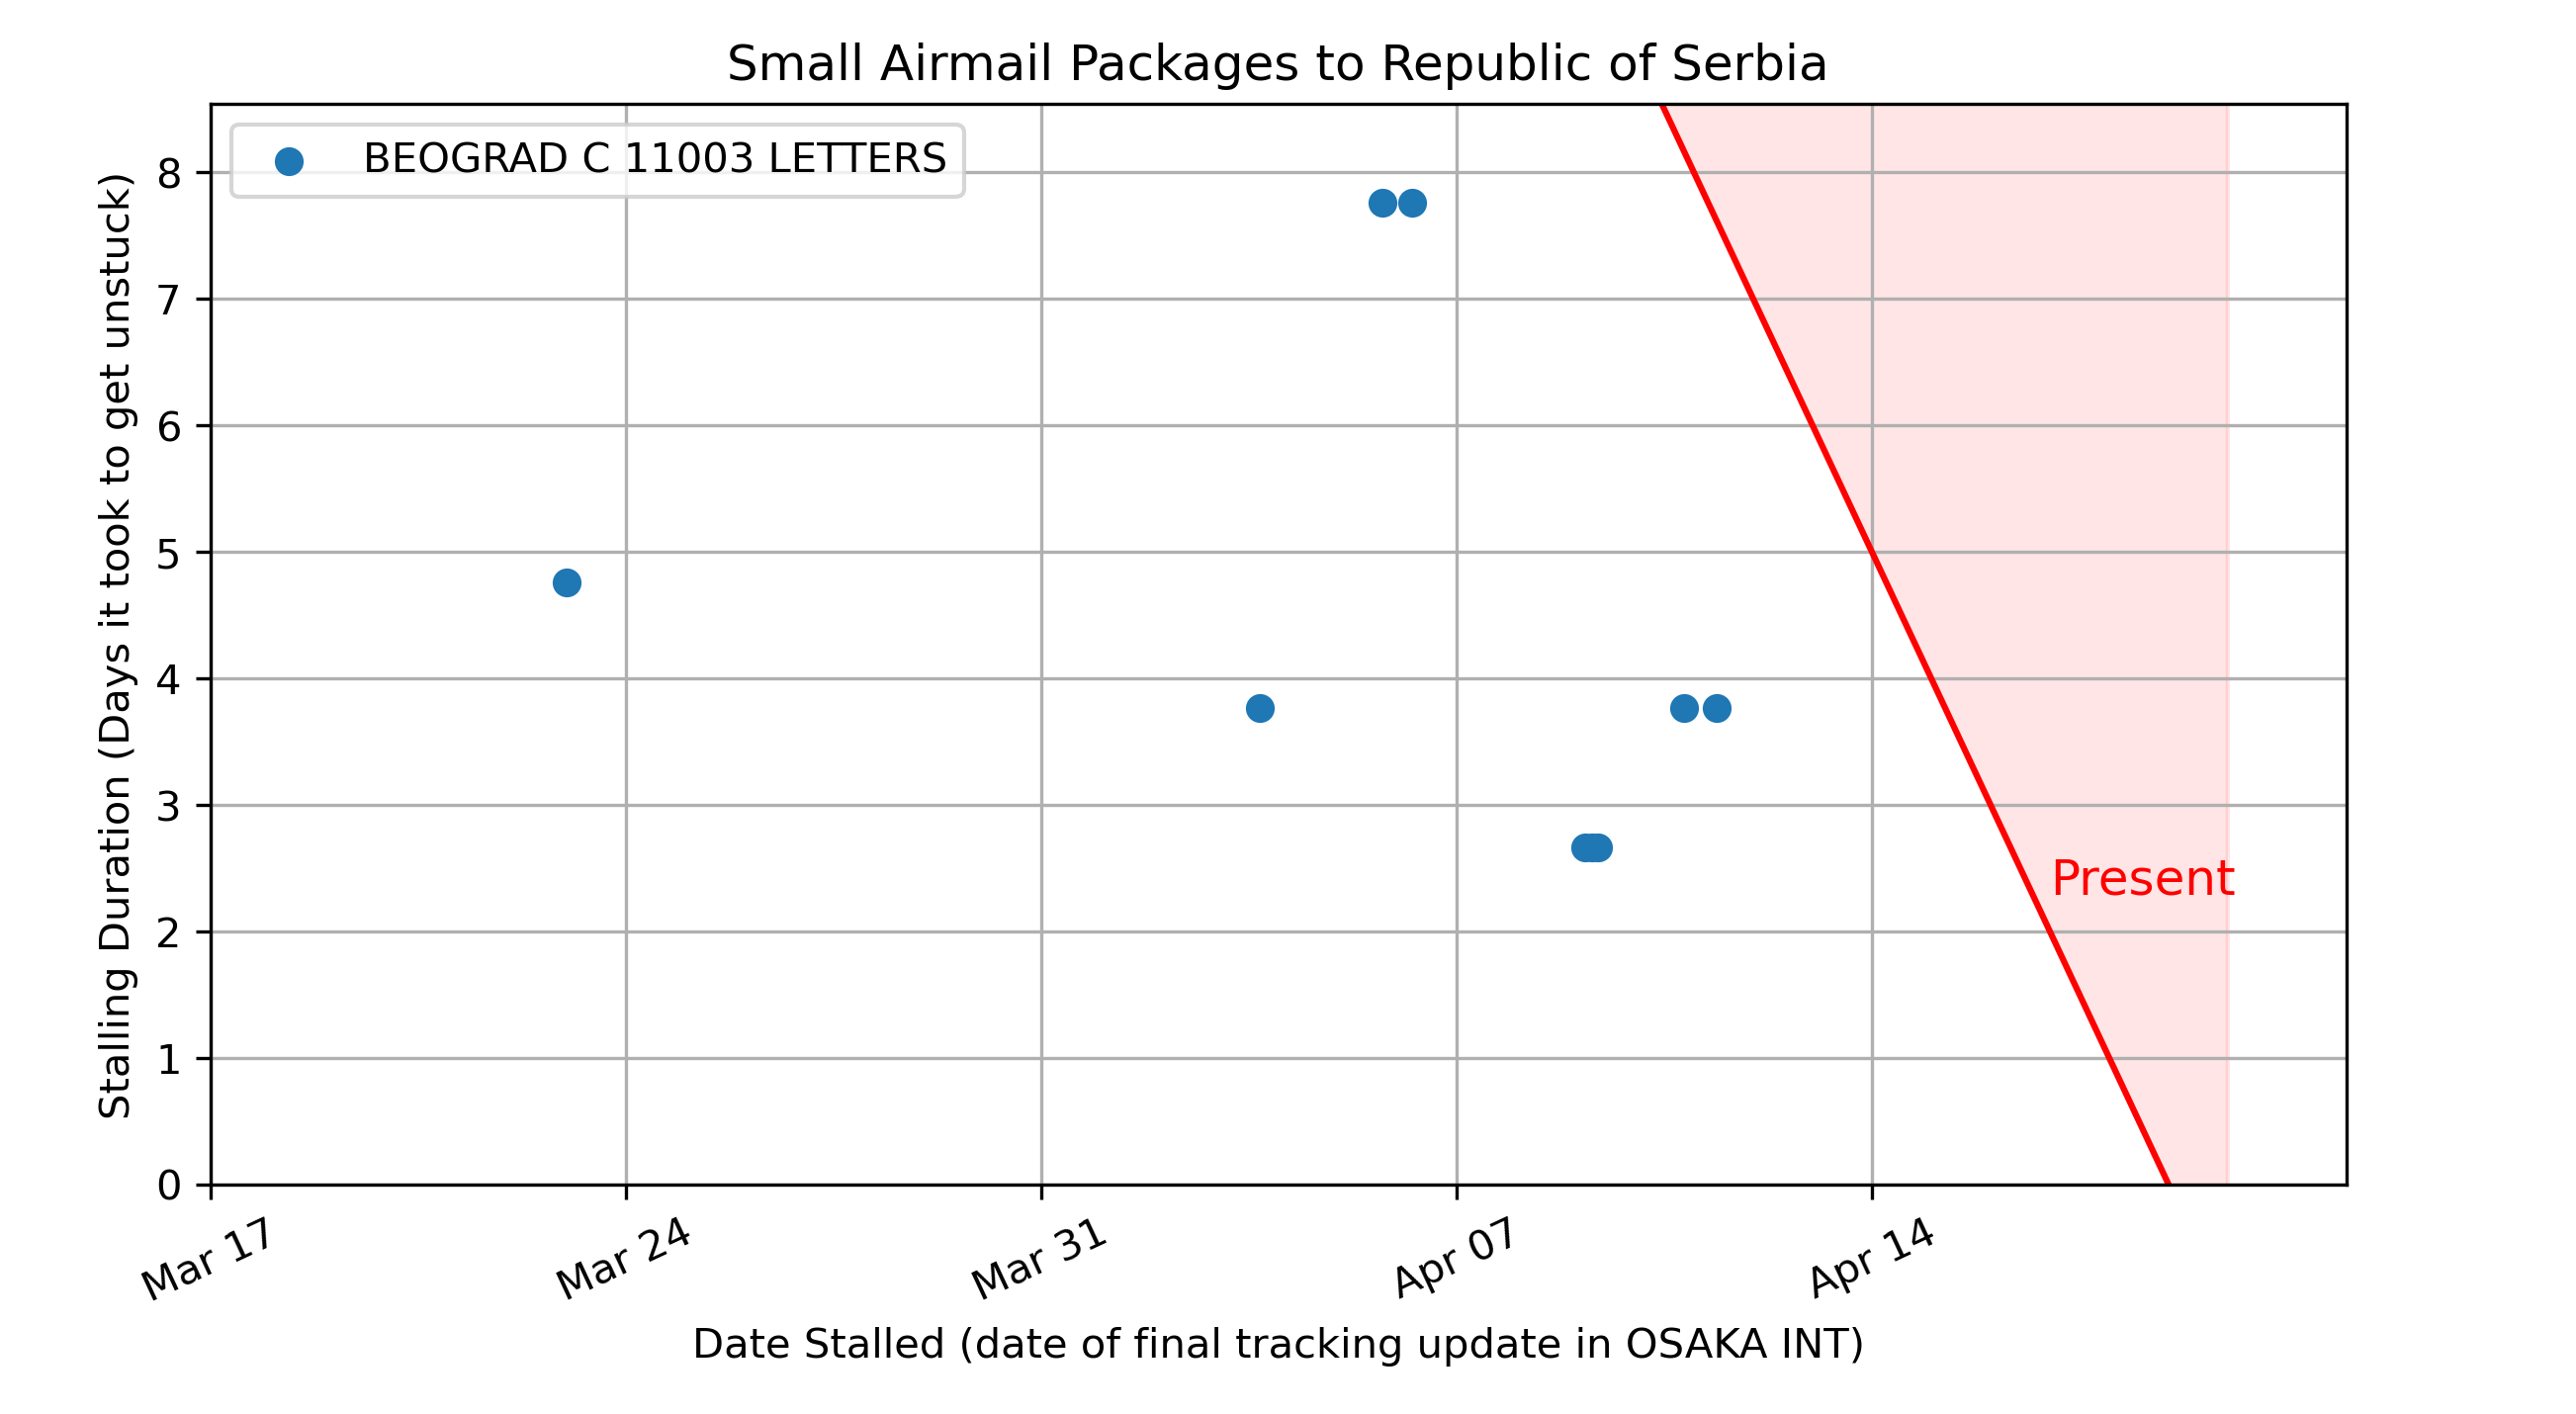 Small Airmail Packages to Republic of Serbia
BEOGRAD C 11003 LETTERS
Stalling Duration (Days it took to get unstuck)
8
7
6
5
4
3
2
1
0
Present
Mar 17
Mar 24
Mar 31
Apr 07
Apr 14
Date Stalled (date of final tracking update in OSAKA INT)